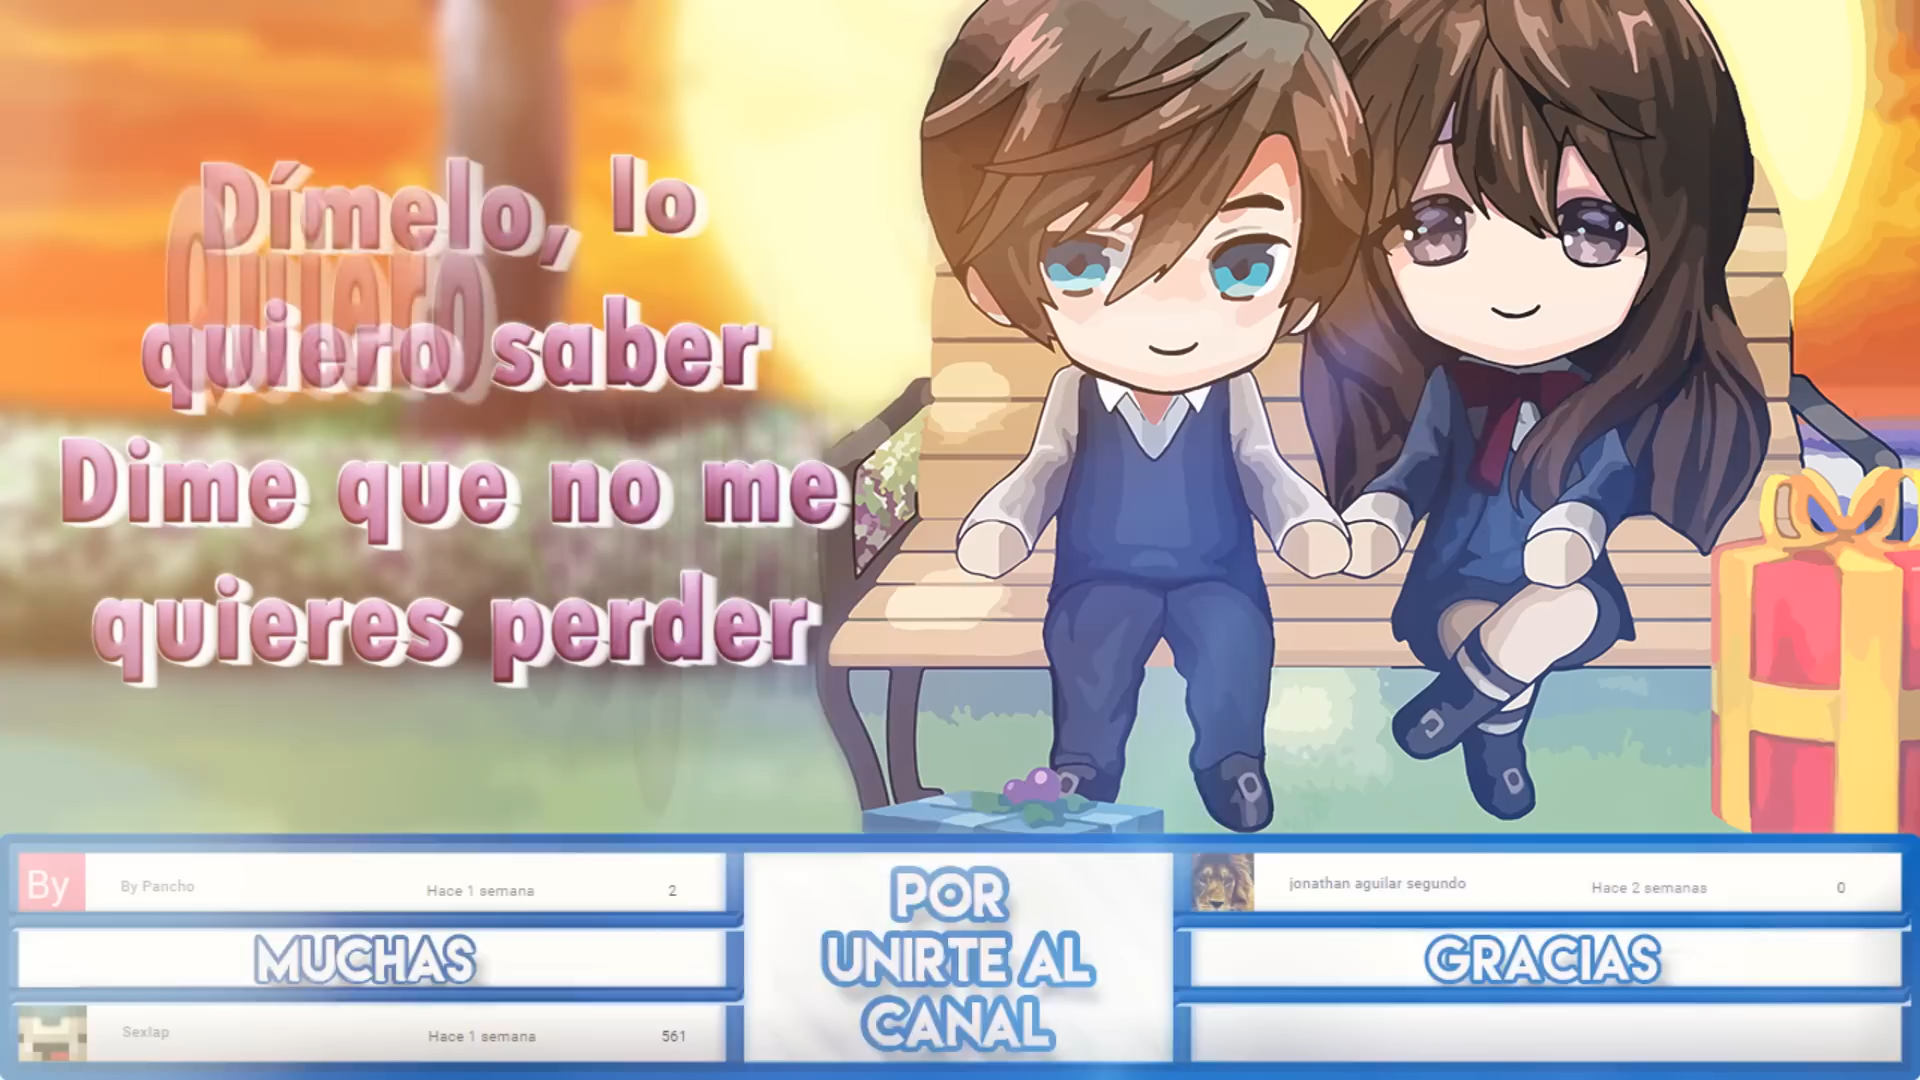 Dímelo, lo
Quiero
quiero saber
Dime que no me
quieres perder
By
By Pancho
Hace 1 semana
2
MUCHAS
Sexlap
Hace 1 semana
561
POR
UNIRTE AL
CANAL
jonathan aguilar segundo
Hace 2 semanas
0
GRACIAS